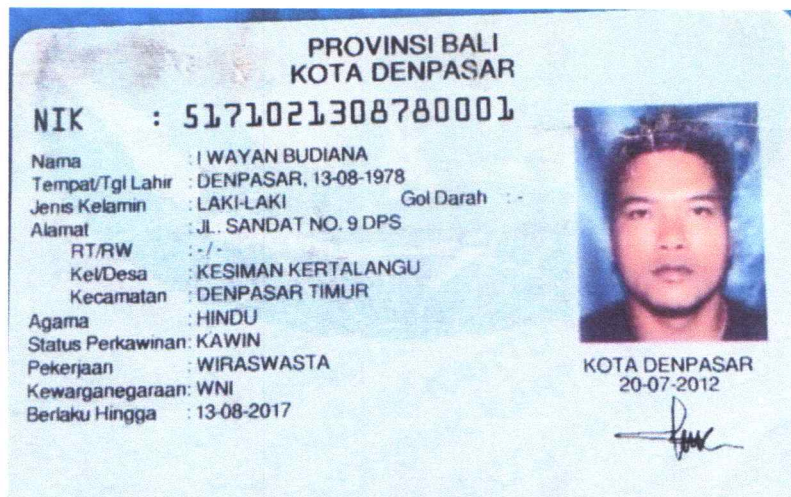 PROVINSI BALI
KOTA DENPASAR
NIK : 5171021308780001
Nama : I WAYAN BUDIANA
Tempat/Tgl Lahir : DENPASAR, 13-08-1978
Jenis Kelamin : LAKI-LAKI Gol Darah : -
Alamat : JL. SANDAT NO. 9 DPS
RT/RW : - / -
Kel/Desa : KESIMAN KERTALANGU
Kecamatan : DENPASAR TIMUR
Agama : HINDU
Status Perkawinan: KAWIN
Pekerjaan : WIRASWASTA
Kewarganegaraan: WNI
Berlaku Hingga : 13-08-2017
KOTA DENPASAR
20-07-2012